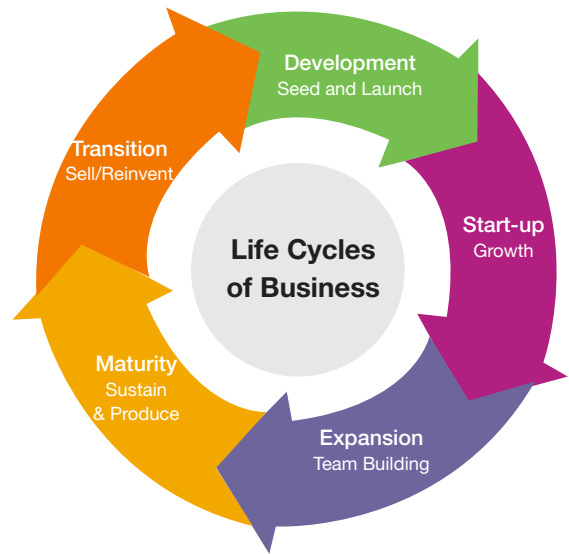 Development
Seed and Launch
Transition
Sell/Reinvent
Start-up
Growth
Life Cycles
of Business
Maturity
Sustain
& Produce
Expansion
Team Building